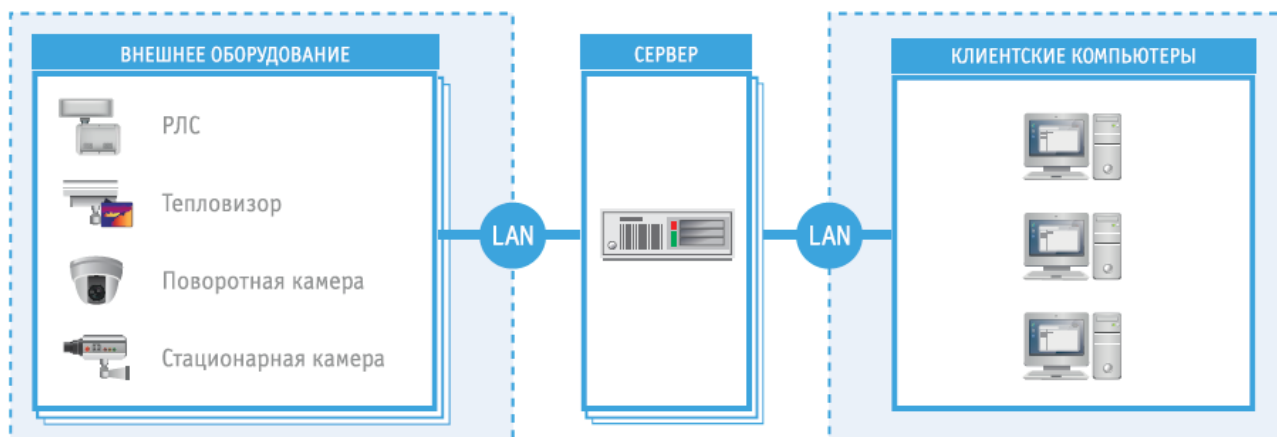 ВНЕШНЕЕ ОБОРУДОВАНИЕ
РЛС
Тепловизор
Поворотная камера
Стационарная камера
LAN
СЕРВЕР
LAN
КЛИЕНТСКИЕ КОМПЬЮТЕРЫ